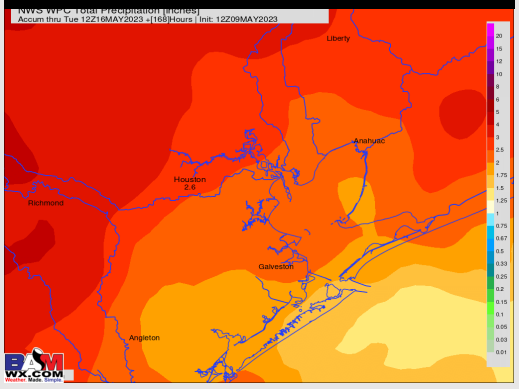 NWS WPC Total Precipitation [inches]
Accum thru Tue 12Z16MAY2023 +[168]Hours | Init: 12Z09MAY2023
Liberty
Anahuac
Houston
2.6
Richmond
Galveston
Angleton
20
15
12
10
8
6
5
4
3
2.5
2
1.75
1.5
1.25
1
0.75
0.67
0.5
0.33
0.25
0.2
0.15
0.1
0.05
0.03
0.01
BAM
WX.COM
Weather. Made. Simple.